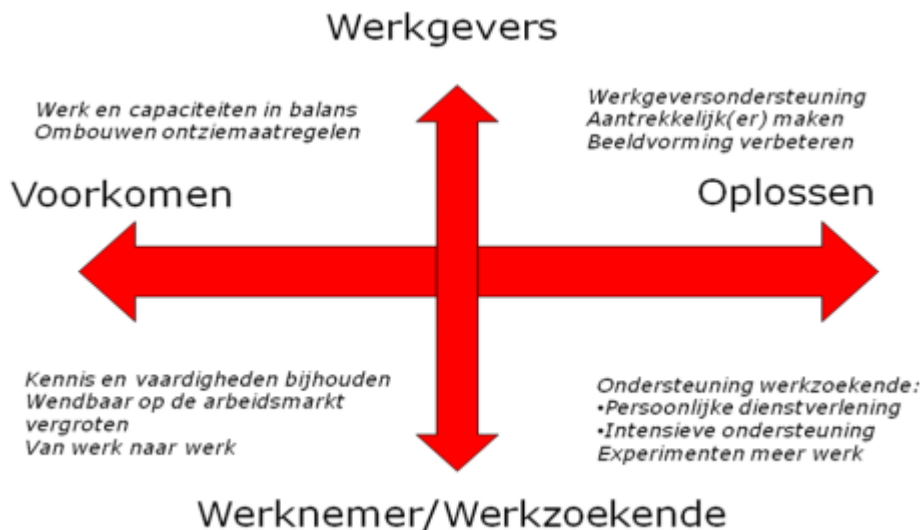 Werkgevers
Werk en capaciteiten in balans
Ombouwen ontziemaatregelen
Werkgeversondersteuning
Aantrekkelijk(er) maken
Beeldvorming verbeteren
Voorkomen
Oplossen
Kennis en vaardigheden bijhouden
Wendbaar op de arbeidsmarkt
vergroten
Van werk naar werk
Ondersteuning werkzoekende:
•Persoonlijke dienstverlening
•Intensieve ondersteuning
Experimenten meer werk
Werknemer/Werkzoekende